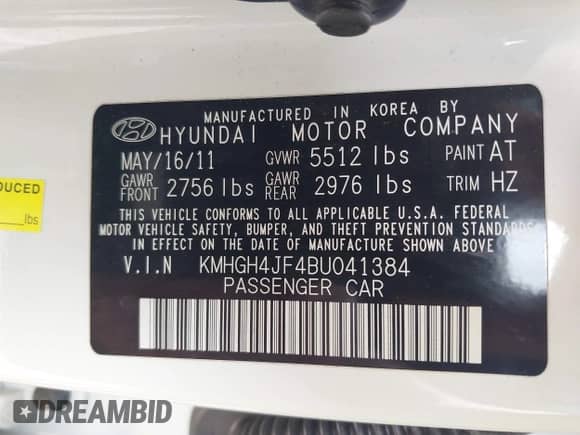 MANUFACTURED IN KOREA BY
HYUNDAI MOTOR COMPANY
MAY/16/11 GVWR 5512 lbs PAINT AT
GAWR FRONT 2756 lbs GAWR REAR 2976 lbs TRIM HZ
THIS VEHICLE CONFORMS TO ALL APPLICABLE U.S.A. FEDERAL
MOTOR VEHICLE SAFETY, BUMPER, AND THEFT PREVENTION STANDARDS
IN EFFECT ON THE DATE OF MANUFACTURE SHOWN ABOVE.
V.I.N KMHGH4JF4BU041384
PASSENGER CAR
DUCED
lbs
DREAMBID